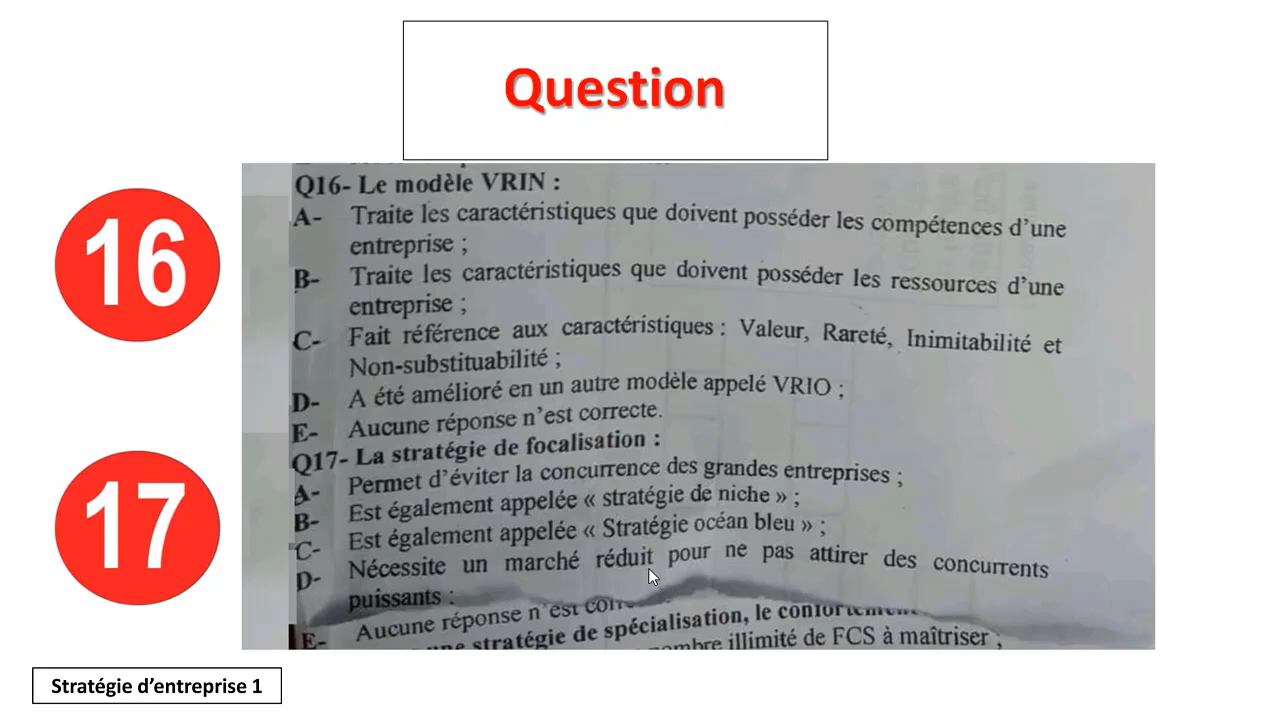 Question
16
Q16- Le modèle VRIN :
A- Traite les caractéristiques que doivent posséder les compétences d'une
entreprise ;
B- Traite les caractéristiques que doivent posséder les ressources d'une
entreprise ;
C- Fait référence aux caractéristiques : Valeur, Rareté, Inimitabilité et
Non-substituabilité ;
D- A été amélioré en un autre modèle appelé VRIO ;
E- Aucune réponse n'est correcte.
17
Q17- La stratégie de focalisation :
A- Permet d'éviter la concurrence des grandes entreprises ;
B- Est également appelée « stratégie de niche » ;
C- Est également appelée « Stratégie océan bleu » ;
D- Nécessite un marché réduit pour ne pas attirer des concurrents
puissants :
E- Aucune réponse n'est
stratégie de spécialisation, le
illimité de FCS à maîtriser ;
Stratégie d'entreprise 1